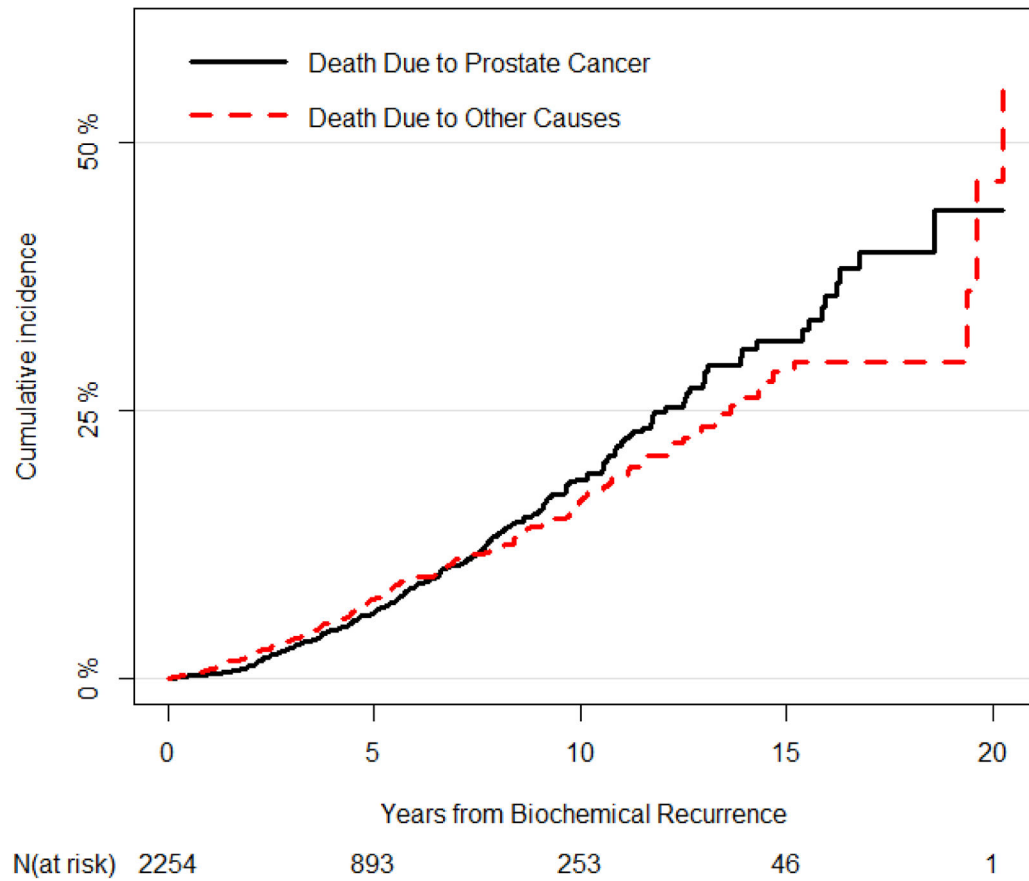 Death Due to Prostate Cancer
Death Due to Other Causes
Cumulative incidence
50 %
25 %
0 %
0 5 10 15 20
Years from Biochemical Recurrence
N(at risk) 2254 893 253 46 1